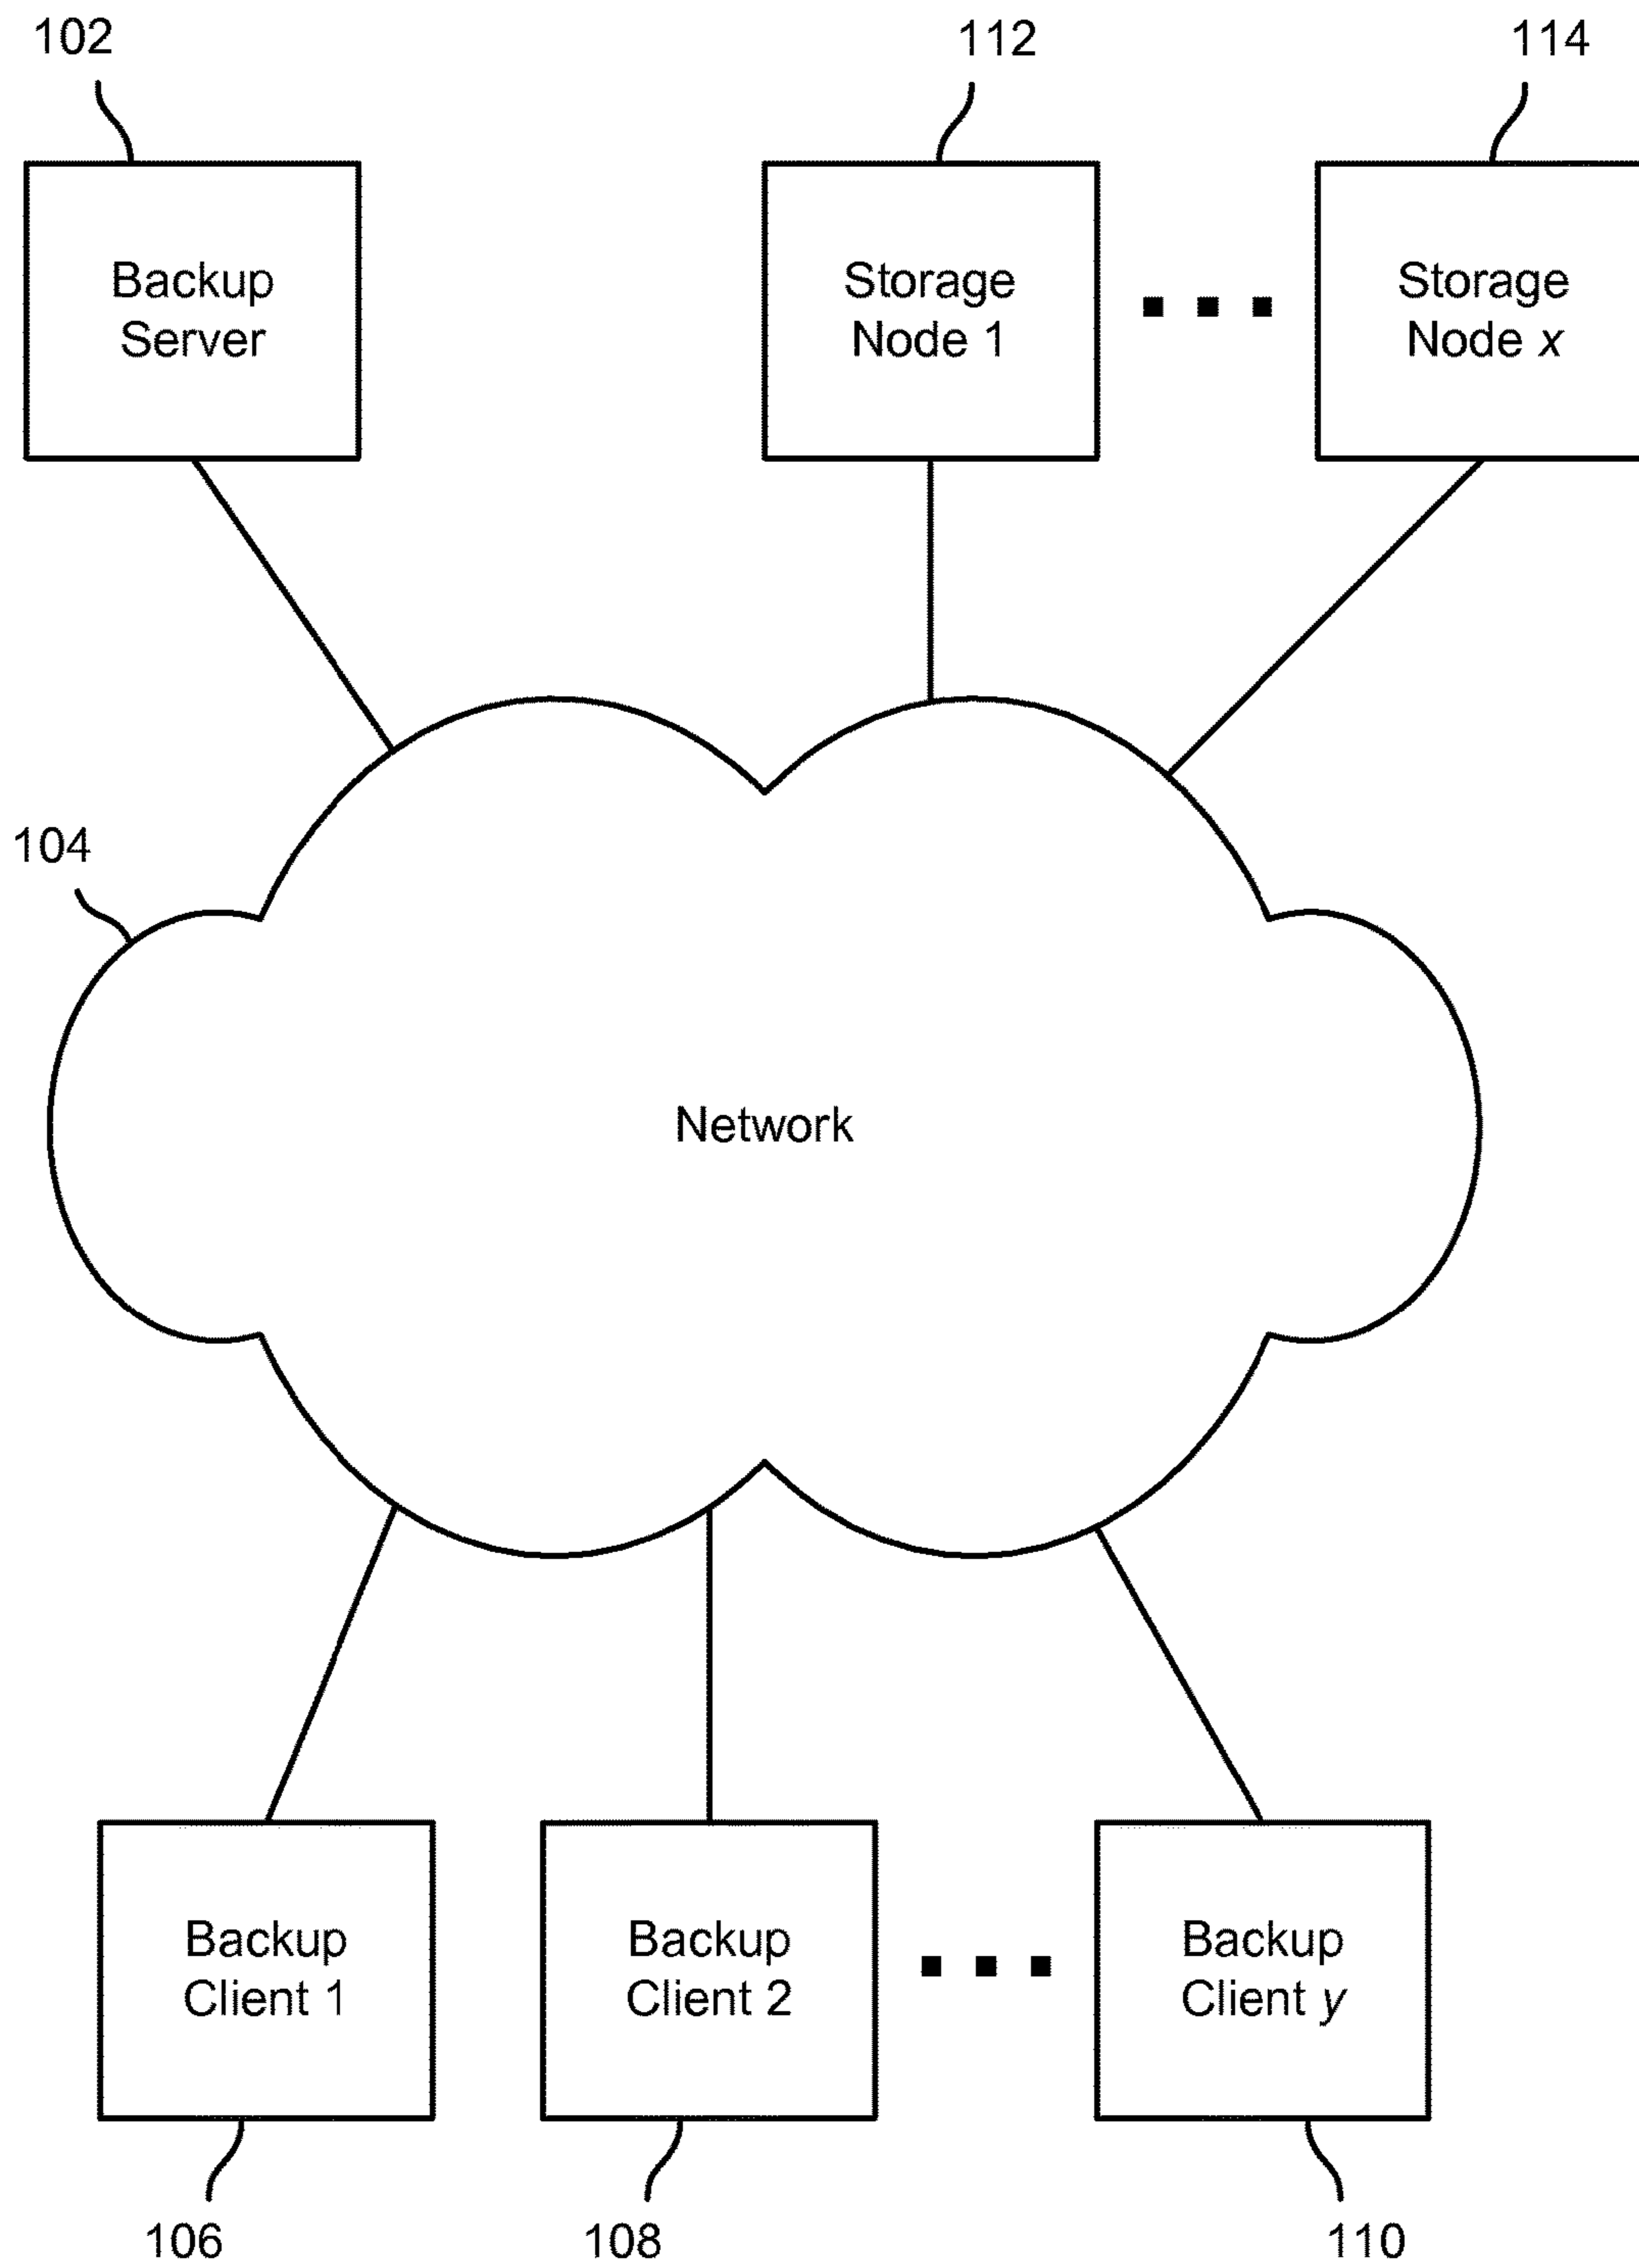 102
112
114
Backup
Server
Storage
Node 1
Storage
Node x
104
Network
Backup
Client 1
Backup
Client 2
Backup
Client y
106
108
110